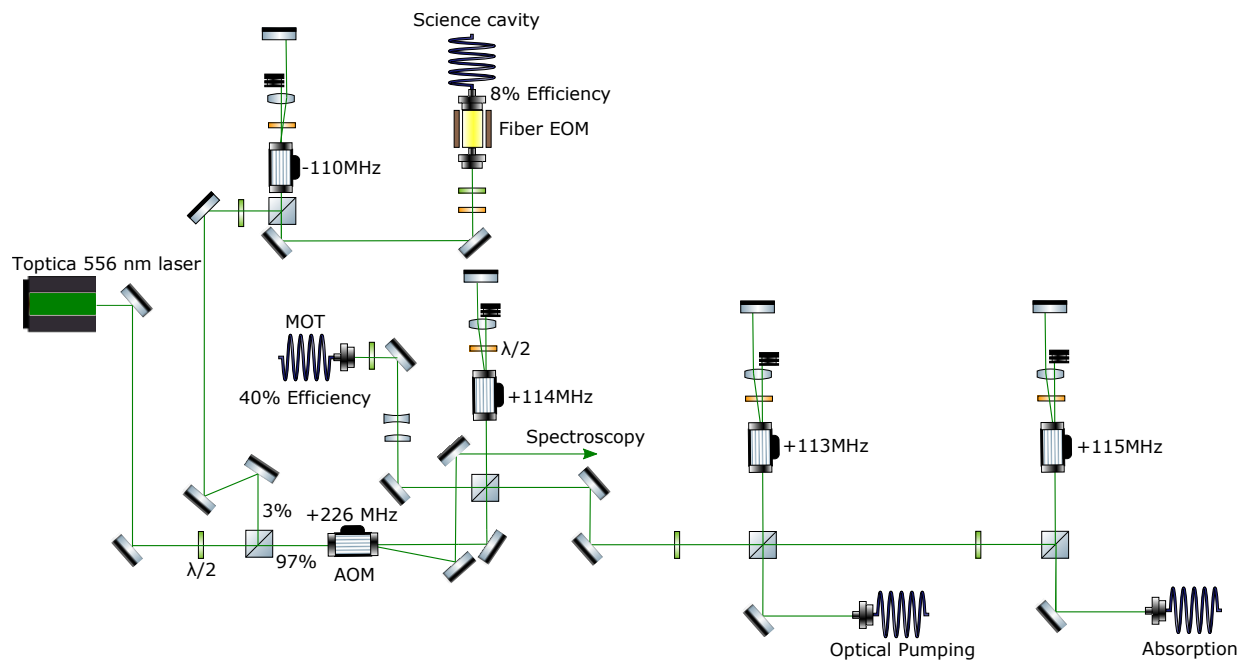 Science cavity
8% Efficiency
Fiber EOM
-110MHz
Toptica 556 nm laser
MOT
40% Efficiency
λ/2
+114MHz
Spectroscopy
+113MHz
+115MHz
3%
+226 MHz
97%
λ/2
AOM
Optical Pumping
Absorption